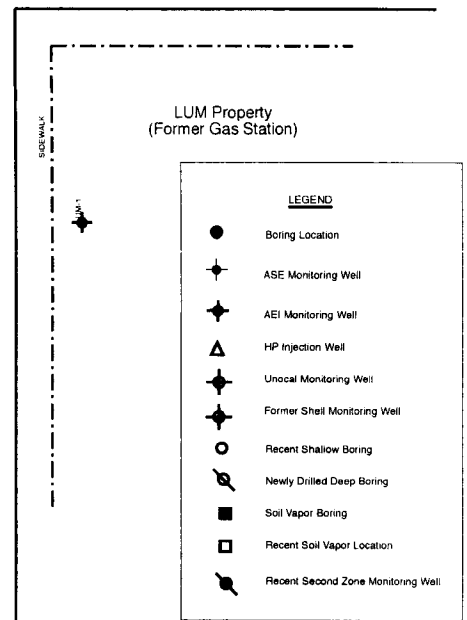 LUM Property
(Former Gas Station)
SIDEWALK
LEGEND
Boring Location
ASE Monitoring Well
AEI Monitoring Well
HP Injection Well
Unocal Monitoring Well
Former Shell Monitoring Well
Recent Shallow Boring
Newly Drilled Deep Boring
Soil Vapor Boring
Recent Soil Vapor Location
Recent Second Zone Monitoring Well